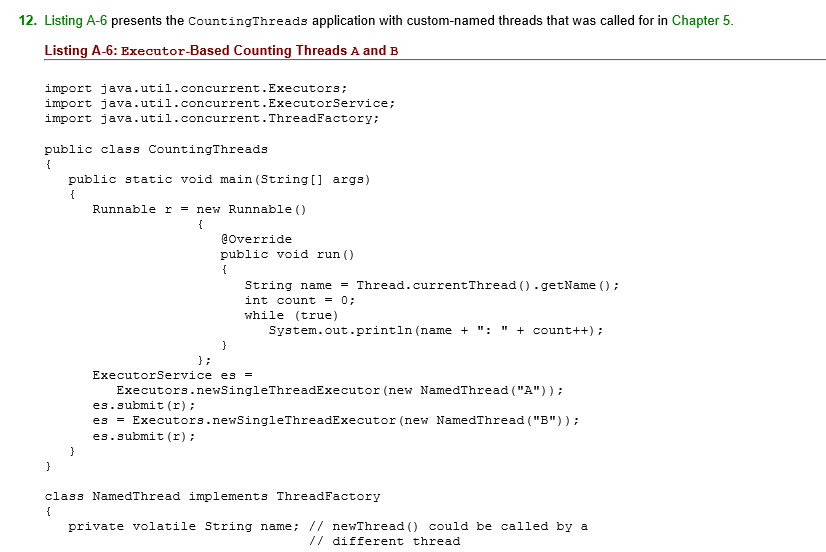 12. Listing A-6 presents the CountingThreads application with custom-named threads that was called for in Chapter 5.
Listing A-6: Executor-Based Counting Threads A and B
import java.util.concurrent.Executors;
import java.util.concurrent.ExecutorService;
import java.util.concurrent.ThreadFactory;
public class CountingThreads
{
   public static void main(String[] args)
   {
      Runnable r = new Runnable()
                   {
                      @Override
                      public void run()
                      {
                         String name = Thread.currentThread().getName();
                         int count = 0;
                         while (true)
                            System.out.println(name + ": " + count++);
                      }
                   };
      ExecutorService es =
         Executors.newSingleThreadExecutor(new NamedThread("A"));
      es.submit(r);
      es = Executors.newSingleThreadExecutor(new NamedThread("B"));
      es.submit(r);
   }
}
class NamedThread implements ThreadFactory
{
   private volatile String name; // newThread() could be called by a
                                 // different thread